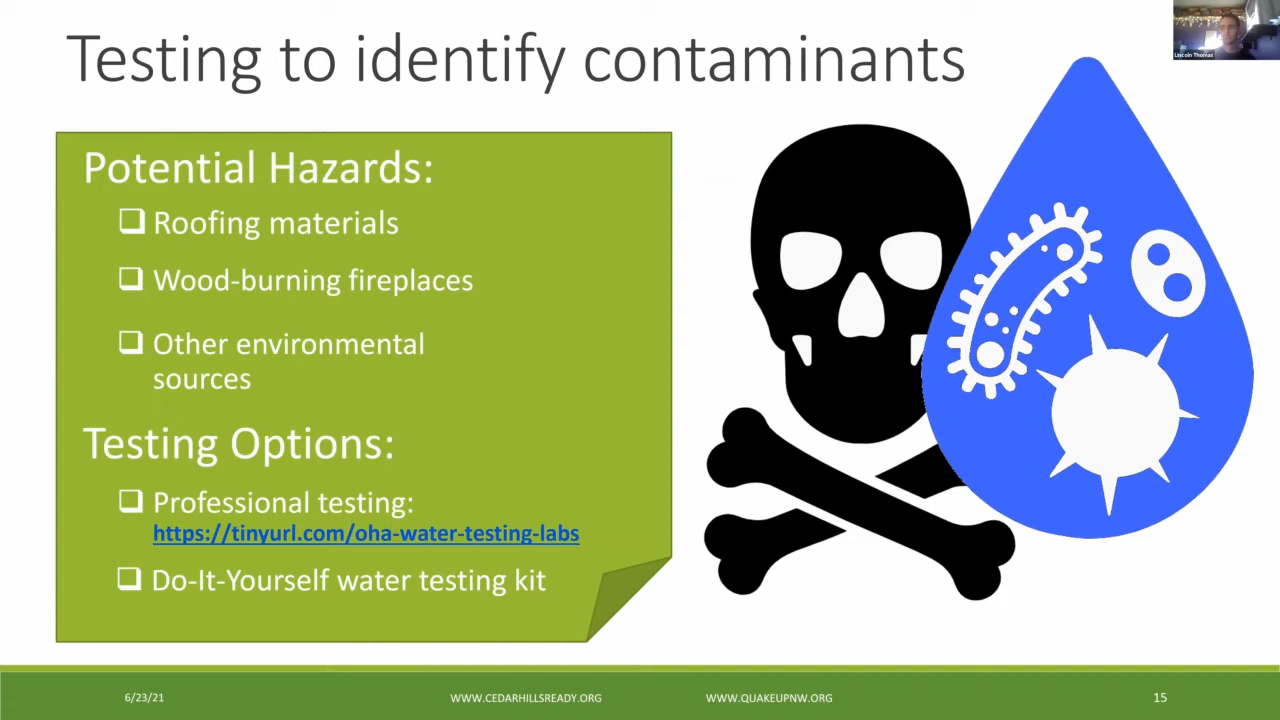 Testing to identify contaminants
Lincoln Thomas
Potential Hazards:
Roofing materials
Wood-burning fireplaces
Other environmental
sources
Testing Options:
Professional testing:
https://tinyurl.com/oha-water-testing-labs
Do-It-Yourself water testing kit
6/23/21
WWW.CEDARHILLSREADY.ORG
WWW.QUAKEUPNW.ORG
15